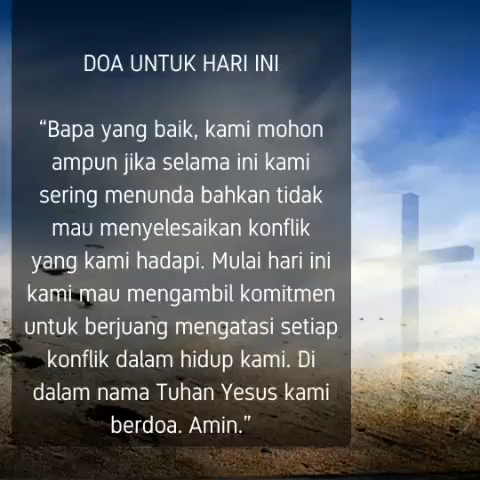 DOA UNTUK HARI INI
“Bapa yang baik, kami mohon
ampun jika selama ini kami
sering menunda bahkan tidak
mau menyelesaikan konflik
yang kami hadapi. Mulai hari ini
kami mau mengambil komitmen
untuk berjuang mengatasi setiap
konflik dalam hidup kami. Di
dalam nama Tuhan Yesus kami
berdoa. Amin.”